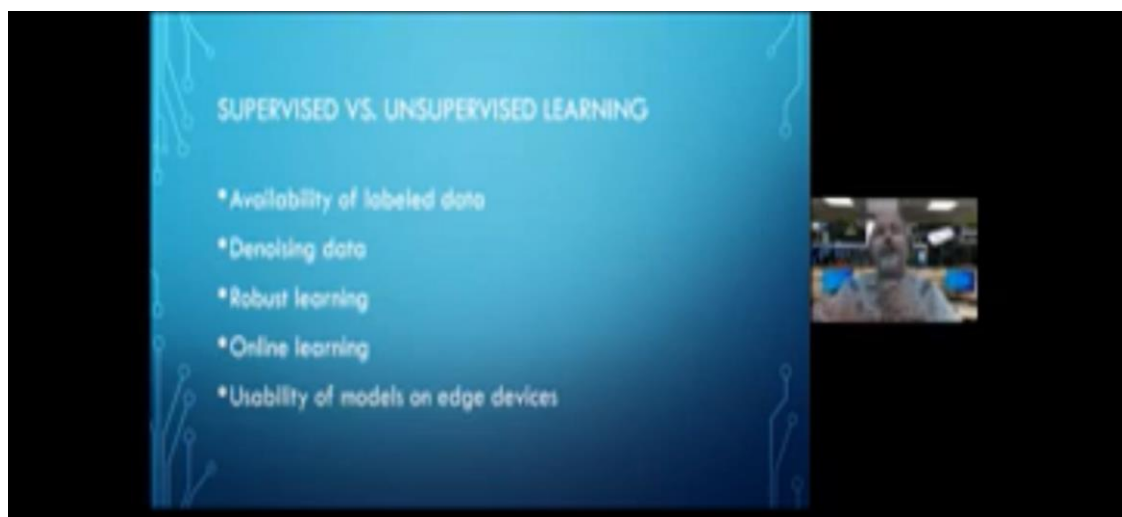 SUPERVISED VS. UNSUPERVISED LEARNING
•Availability of labeled data
•Denoising data
•Robust learning
•Online learning
•Usability of models on edge devices